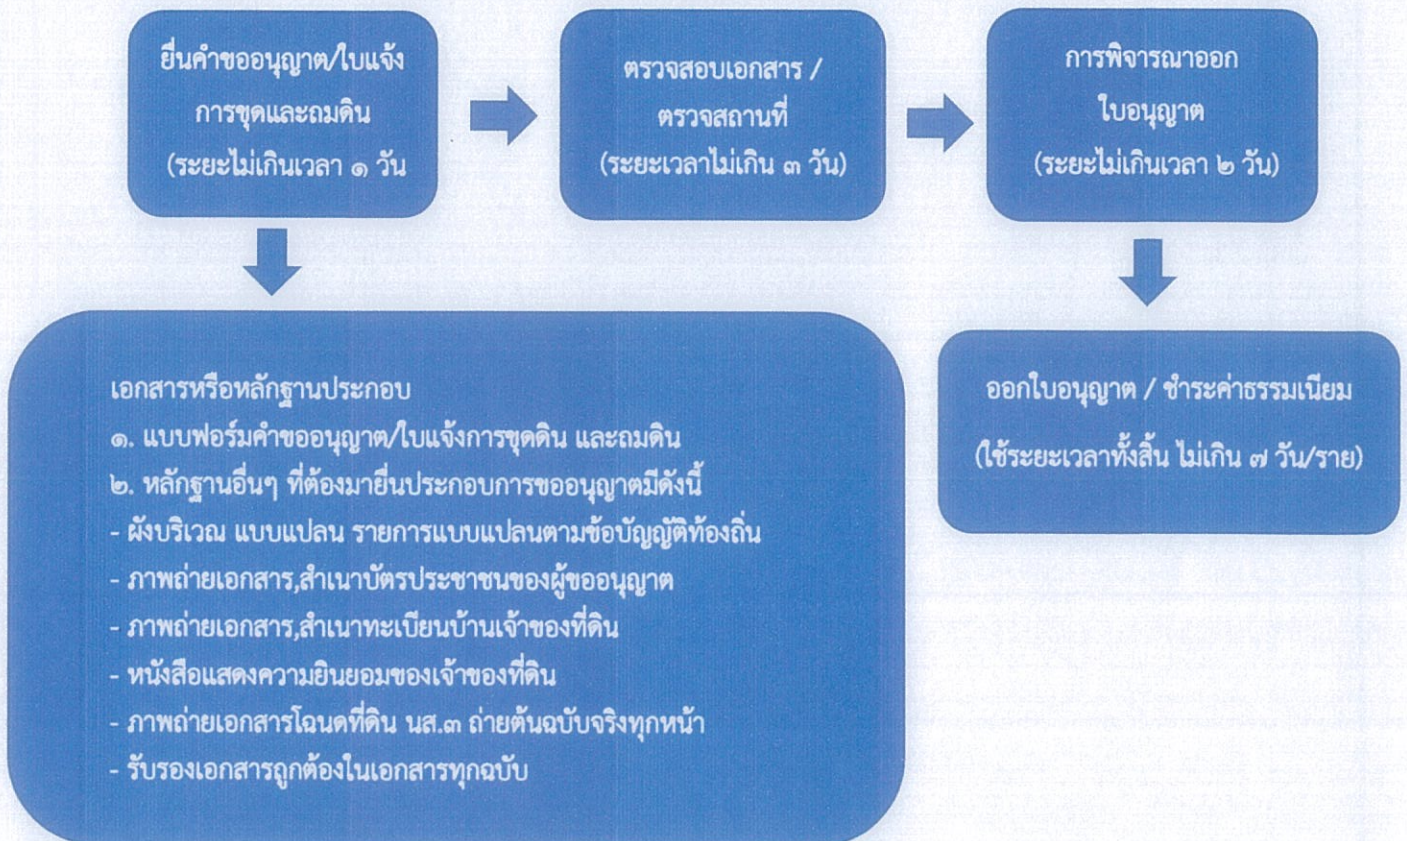 ยื่นคำขออนุญาต/ใบแจ้ง
การขุดและถมดิน
(ระยะไม่เกินเวลา ๑ วัน
ตรวจสอบเอกสาร /
ตรวจสถานที่
(ระยะเวลาไม่เกิน ๓ วัน)
การพิจารณาออก
ใบอนุญาต
(ระยะไม่เกินเวลา ๒ วัน)
เอกสารหรือหลักฐานประกอบ
๑. แบบฟอร์มคำขออนุญาต/ใบแจ้งการขุดดิน และถมดิน
๒. หลักฐานอื่นๆ ที่ต้องมายื่นประกอบการขออนุญาตมีดังนี้
- ผังบริเวณ แบบแปลน รายการแบบแปลนตามข้อบัญญัติท้องถิ่น
- ภาพถ่ายเอกสาร,สำเนาบัตรประชาชนของผู้ขออนุญาต
- ภาพถ่ายเอกสาร,สำเนาทะเบียนบ้านเจ้าของที่ดิน
- หนังสือแสดงความยินยอมของเจ้าของที่ดิน
- ภาพถ่ายเอกสารโฉนดที่ดิน นส.๓ ถ่ายต้นฉบับจริงทุกหน้า
- รับรองเอกสารถูกต้องในเอกสารทุกฉบับ
ออกใบอนุญาต / ชำระค่าธรรมเนียม
(ใช้ระยะเวลาทั้งสิ้น ไม่เกิน ๗ วัน/ราย)